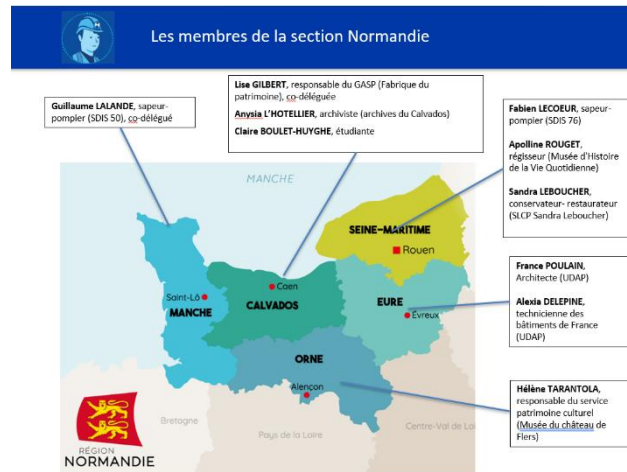 Les membres de la section Normandie
Guillaume LALANDE, sapeur-
pompier (SDIS 50), co-délégué
Lise GILBERT, responsable du GASP (Fabrique du
patrimoine), co-déléguée
Anysia L'HOTELLIER, archiviste (archives du Calvados)
Claire BOULET-HUYGHE, étudiante
Fabien LECOEUR, sapeur-
pompier (SDIS 76)
Apolline ROUGET,
régisseur (Musée d'Histoire
de la Vie Quotidienne)
Sandra LEBOUCHER,
conservateur- restaurateur
(SLCP Sandra Leboucher)
MANCHE
SEINE-MARITIME
Rouen
Caen
Saint-Lô
MANCHE
CALVADOS
EURE
Évreux
France POULAIN,
Architecte (UDAP)
Alexia DELEPINE,
technicienne des
bâtiments de France
(UDAP)
ORNE
Alençon
Hélène TARANTOLA,
responsable du service
patrimoine culturel
(Musée du château de
Flers)
Bretagne
Pays de la Loire
Centre-Val de Loi
RÉGION
NORMANDIE